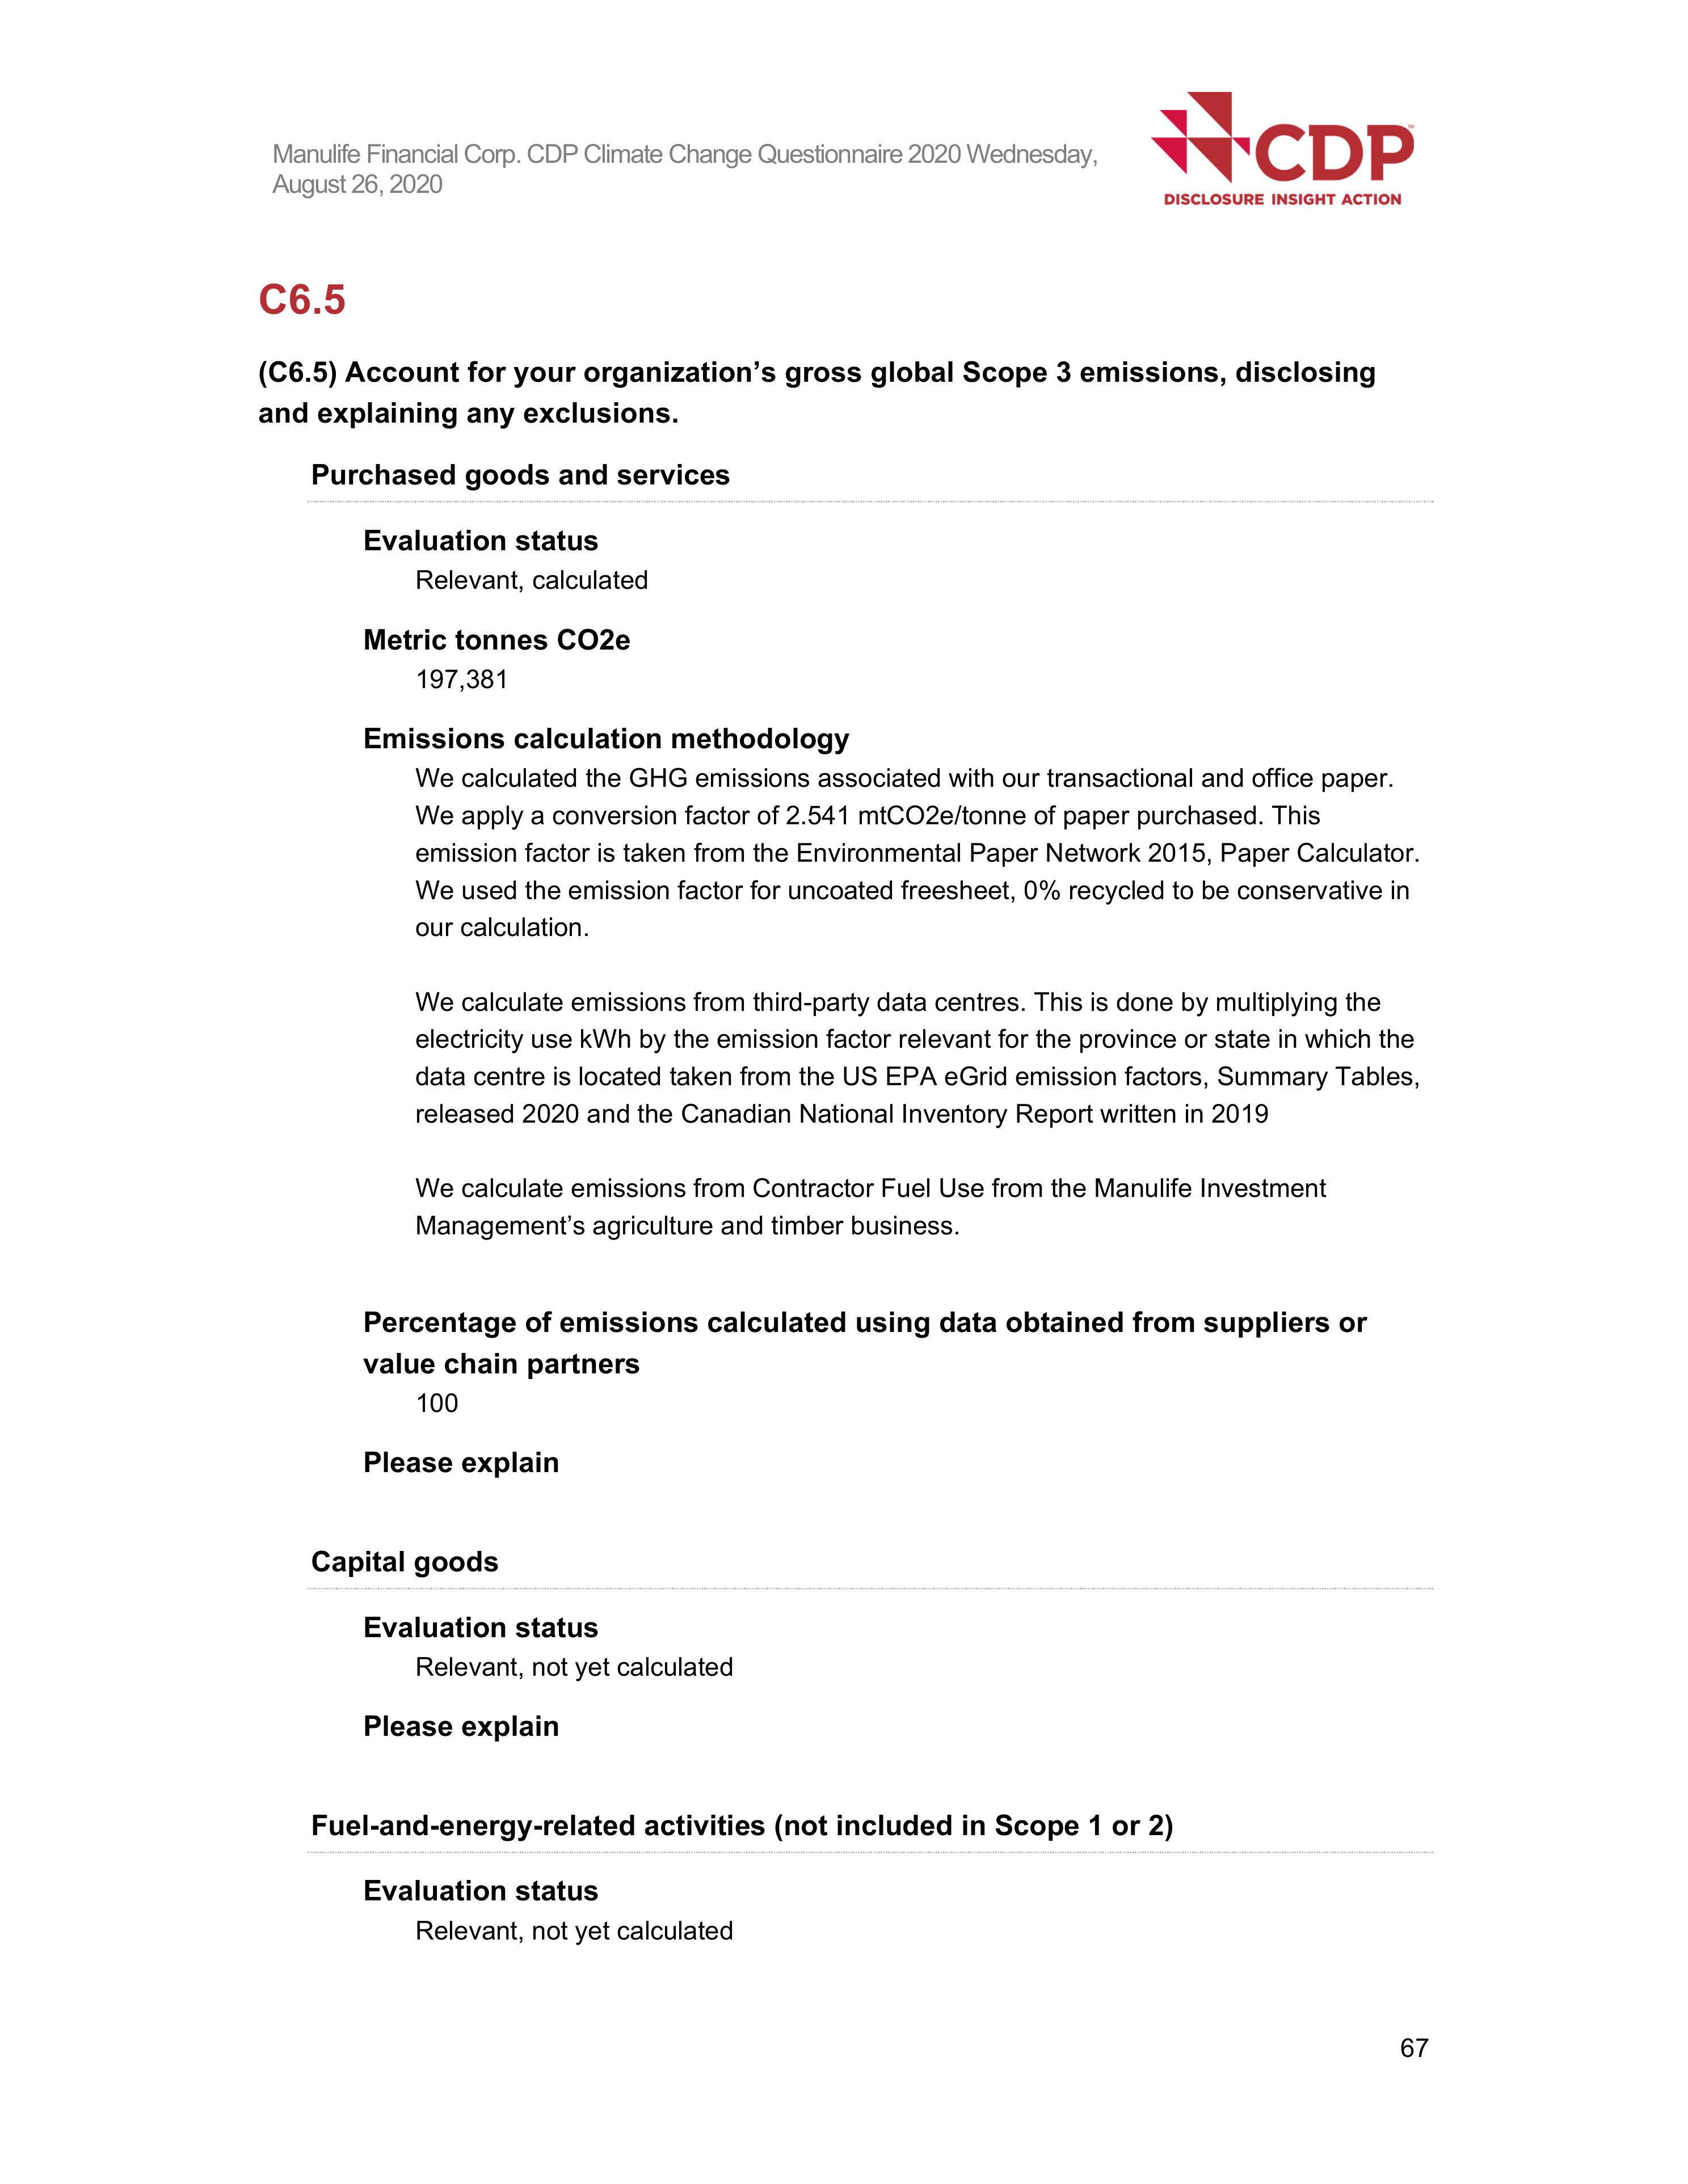 Manulife Financial Corp. CDP Climate Change Questionnaire 2020 Wednesday,
August 26, 2020
CDP™
DISCLOSURE INSIGHT ACTION
C6.5
(C6.5) Account for your organization’s gross global Scope 3 emissions, disclosing
and explaining any exclusions.
Purchased goods and services
Evaluation status
Relevant, calculated
Metric tonnes CO2e
197,381
Emissions calculation methodology
We calculated the GHG emissions associated with our transactional and office paper.
We apply a conversion factor of 2.541 mtCO2e/tonne of paper purchased. This
emission factor is taken from the Environmental Paper Network 2015, Paper Calculator.
We used the emission factor for uncoated freesheet, 0% recycled to be conservative in
our calculation.
We calculate emissions from third-party data centres. This is done by multiplying the
electricity use kWh by the emission factor relevant for the province or state in which the
data centre is located taken from the US EPA eGrid emission factors, Summary Tables,
released 2020 and the Canadian National Inventory Report written in 2019
We calculate emissions from Contractor Fuel Use from the Manulife Investment
Management’s agriculture and timber business.
Percentage of emissions calculated using data obtained from suppliers or
value chain partners
100
Please explain
Capital goods
Evaluation status
Relevant, not yet calculated
Please explain
Fuel-and-energy-related activities (not included in Scope 1 or 2)
Evaluation status
Relevant, not yet calculated
67